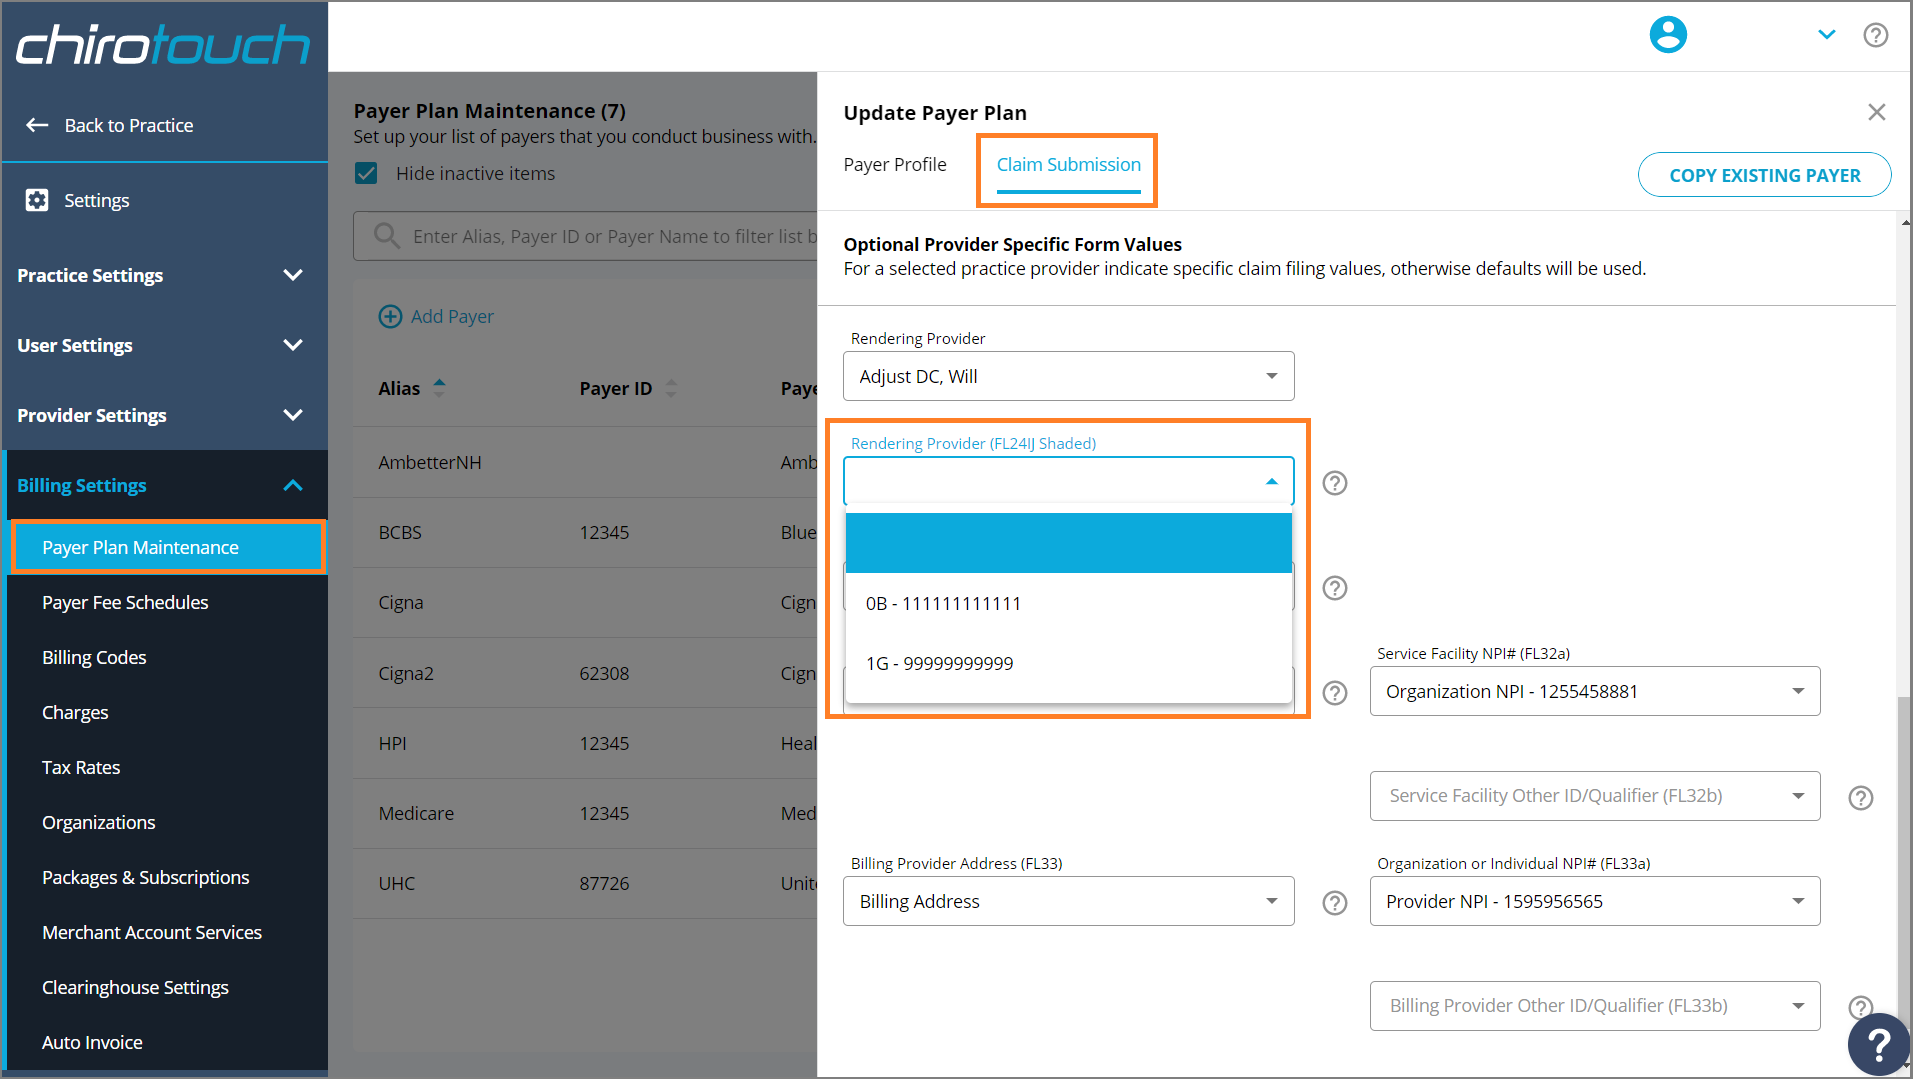 chirotouch
Back to Practice
Settings
Practice Settings
User Settings
Provider Settings
Billing Settings
Payer Plan Maintenance
Payer Fee Schedules
Billing Codes
Charges
Tax Rates
Organizations
Packages & Subscriptions
Merchant Account Services
Clearinghouse Settings
Auto Invoice
Payer Plan Maintenance (7)
Set up your list of payers that you conduct business with.
Hide inactive items
Enter Alias, Payer ID or Payer Name to filter list b
Add Payer
Alias Payer ID Paye
AmbetterNH Amb
BCBS 12345 Blue
Cigna Cign
Cigna2 62308 Cign
HPI 12345 Heal
Medicare 12345 Med
UHC 87726 Unit
Update Payer Plan
Payer Profile Claim Submission
COPY EXISTING PAYER
Optional Provider Specific Form Values
For a selected practice provider indicate specific claim filing values, otherwise defaults will be used.
Rendering Provider
Adjust DC, Will
Rendering Provider (FL24IJ Shaded)
0B - 111111111111
1G - 99999999999
Service Facility NPI# (FL32a)
Organization NPI - 1255458881
Service Facility Other ID/Qualifier (FL32b)
Billing Provider Address (FL33)
Billing Address
Organization or Individual NPI# (FL33a)
Provider NPI - 1595956565
Billing Provider Other ID/Qualifier (FL33b)